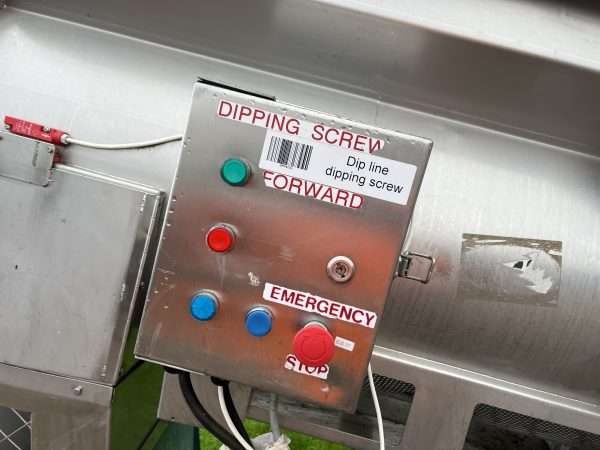 DIPPING SCREW
Dip line
dipping screw
FORWARD
EMERGENCY
STOP